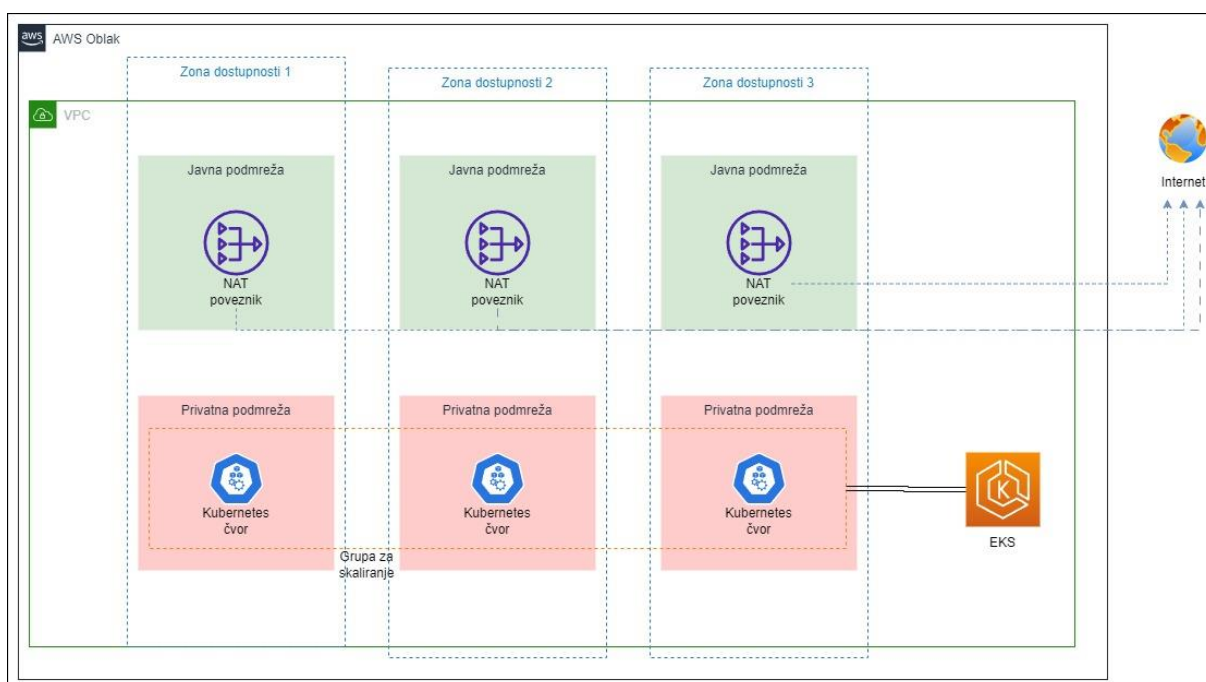 aws
AWS Oblak
Zona dostupnosti 1
Zona dostupnosti 2
Zona dostupnosti 3
VPC
Javna podmreža
Javna podmreža
Javna podmreža
Internet
NAT
poveznik
NAT
poveznik
NAT
poveznik
Privatna podmreža
Privatna podmreža
Privatna podmreža
Kubernetes
čvor
Kubernetes
čvor
Kubernetes
čvor
K
EKS
Grupa za
skaliranje